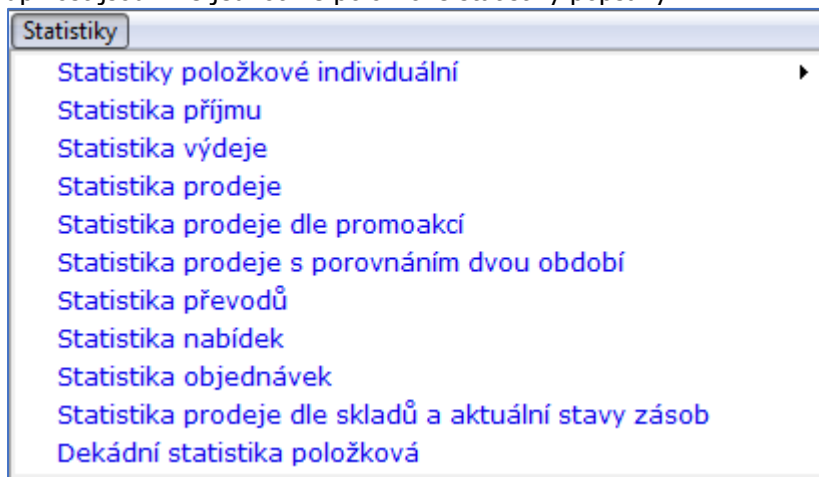 Statistiky
Statistiky položkové individuální
Statistika příjmu
Statistika výdeje
Statistika prodeje
Statistika prodeje dle promoakcí
Statistika prodeje s porovnáním dvou období
Statistika převodů
Statistika nabídek
Statistika objednávek
Statistika prodeje dle skladů a aktuální stavy zásob
Dekádní statistika položková